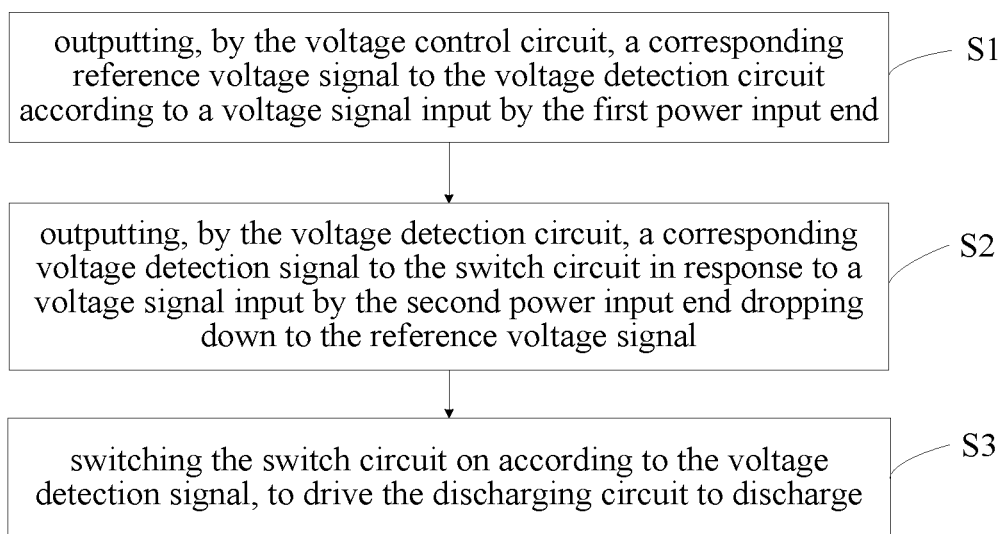 outputting, by the voltage control circuit, a corresponding
reference voltage signal to the voltage detection circuit
according to a voltage signal input by the first power input end
S1
outputting, by the voltage detection circuit, a corresponding
voltage detection signal to the switch circuit in response to a
voltage signal input by the second power input end dropping
down to the reference voltage signal
S2
switching the switch circuit on according to the voltage
detection signal, to drive the discharging circuit to discharge
S3